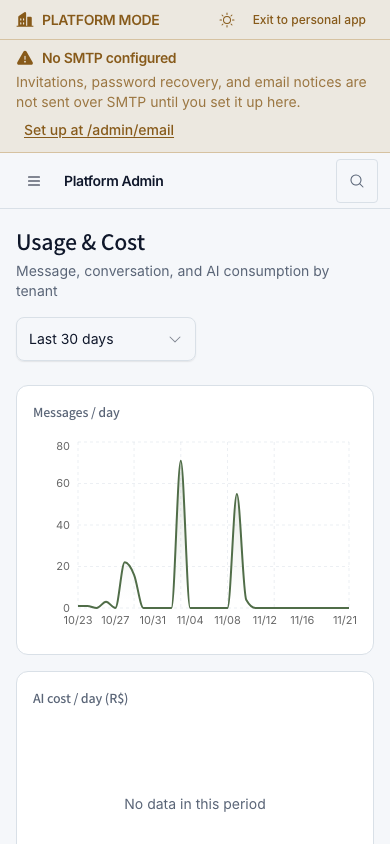 PLATFORM MODE
Exit to personal app
No SMTP configured
Invitations, password recovery, and email notices are
not sent over SMTP until you set it up here.
Set up at /admin/email
Platform Admin
Usage & Cost
Message, conversation, and AI consumption by
tenant
Last 30 days
Messages / day
80
60
40
20
0
10/23 10/27 10/31 11/04 11/08 11/12 11/16 11/21
AI cost / day (R$)
No data in this period